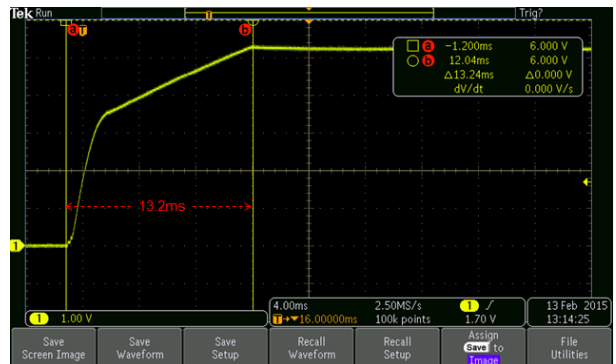 Tek Run Trig?
a T b
T
a −1.200ms 6.000 V
b 12.04ms 6.000 V
△13.24ms △0.000 V
dV/dt 0.000 V/s
13.2ms
1
1 1.00 V
4.00ms 2.50MS/s 1 ∫
T→▼16.00000ms 100k points 1.70 V
13 Feb 2015
13:14:25
Save Screen Image
Save Waveform
Save Setup
Recall Waveform
Recall Setup
Assign Save to Image
File Utilities